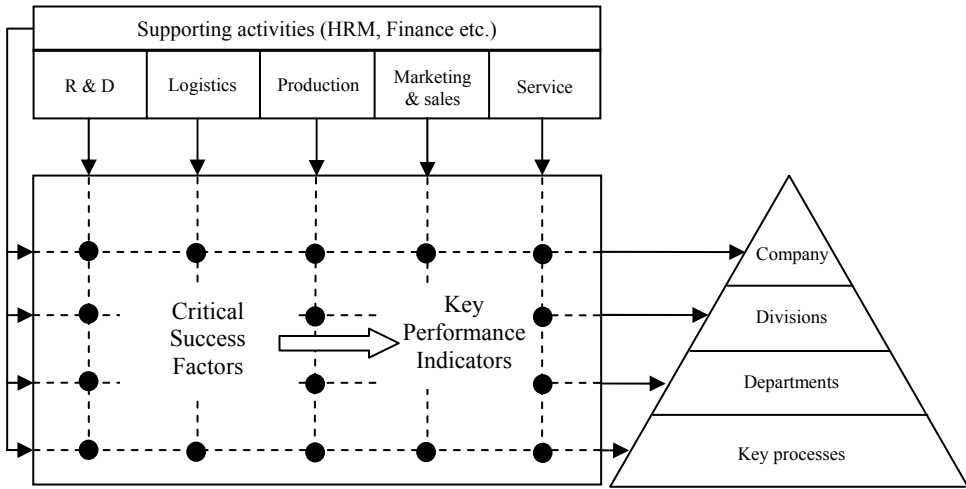 Supporting activities (HRM, Finance etc.)
R & D
Logistics
Production
Marketing
& sales
Service
Critical
Success
Factors
Key
Performance
Indicators
Company
Divisions
Departments
Key processes